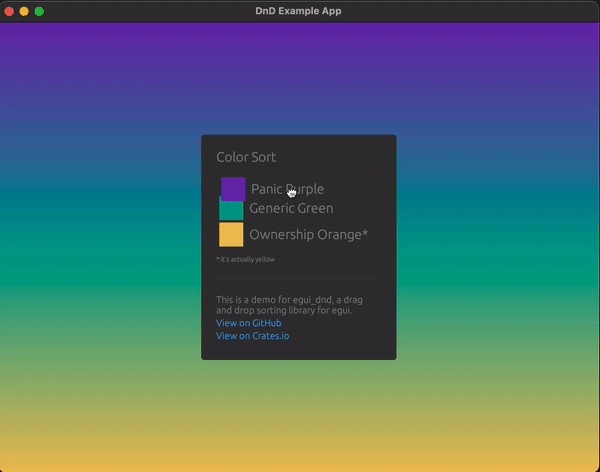 DnD Example App
Color Sort
Panic Purple
Generic Green
Ownership Orange*
* it's actually yellow
This is a demo for egui_dnd, a drag
and drop sorting library for egui.
View on GitHub
View on Crates.io